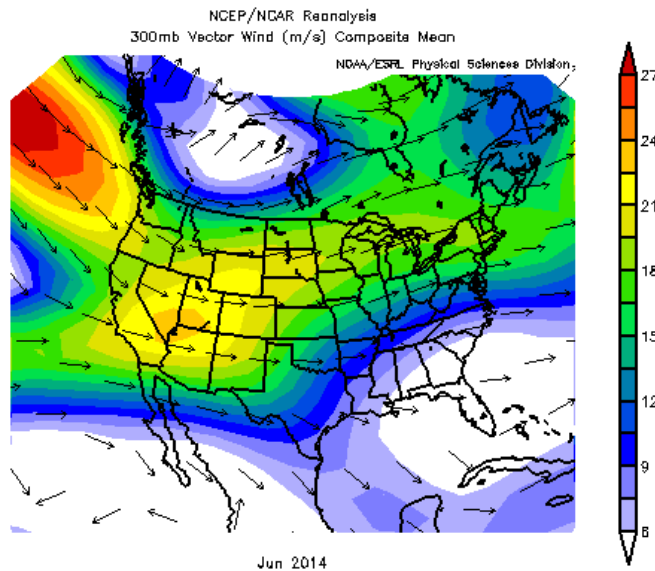 NCEP/NCAR Reanalysis
300mb Vector Wind (m/s) Composite Mean
NOAA/ESRL Physical Sciences Division
27
24
21
18
15
12
9
6
Jun 2014